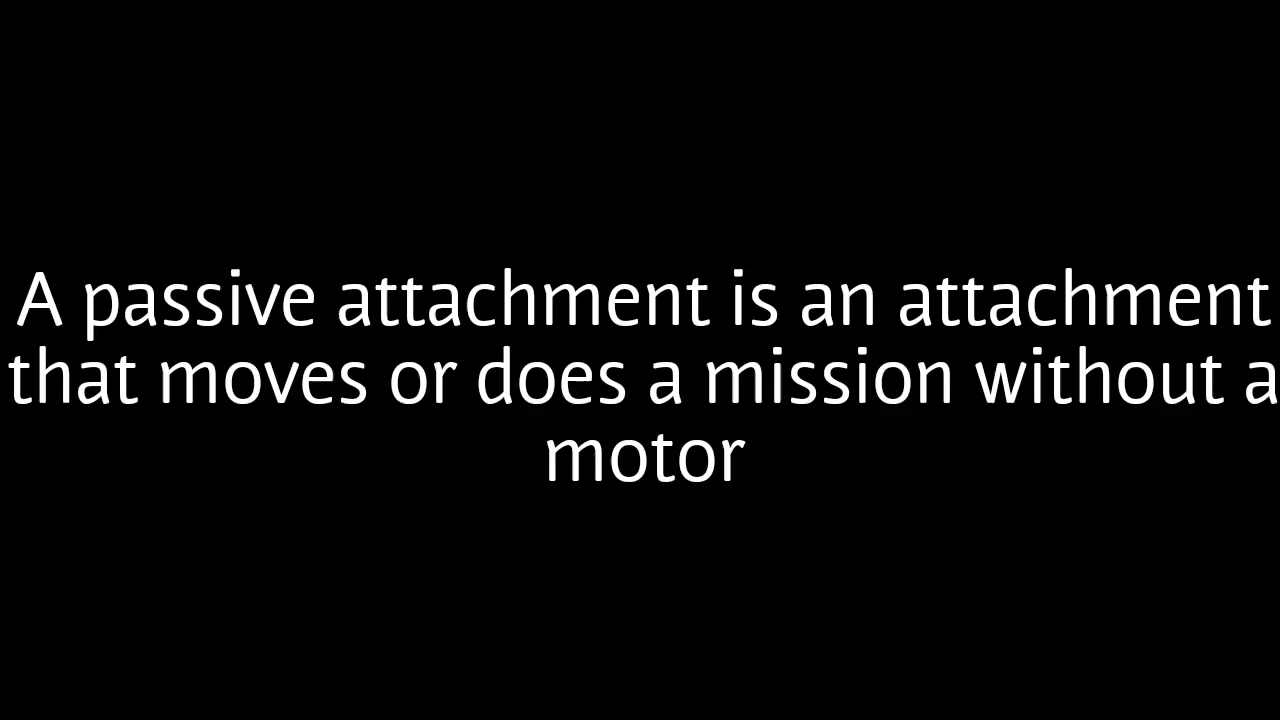 A passive attachment is an attachment
that moves or does a mission without a
motor